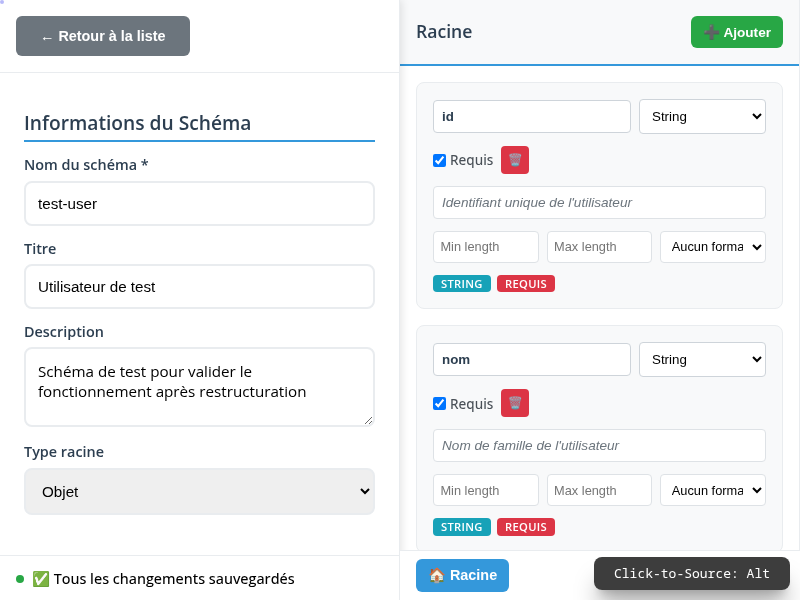 ← Retour à la liste
Informations du Schéma
Nom du schéma *
test-user
Titre
Utilisateur de test
Description
Schéma de test pour valider le
fonctionnement après restructuration
Type racine
Objet
✅ Tous les changements sauvegardés
Racine
➕ Ajouter
id
String
Requis
Identifiant unique de l'utilisateur
Min length
Max length
Aucun forma
STRING
REQUIS
nom
String
Requis
Nom de famille de l'utilisateur
Min length
Max length
Aucun forma
STRING
REQUIS
🏠 Racine
Click-to-Source: Alt